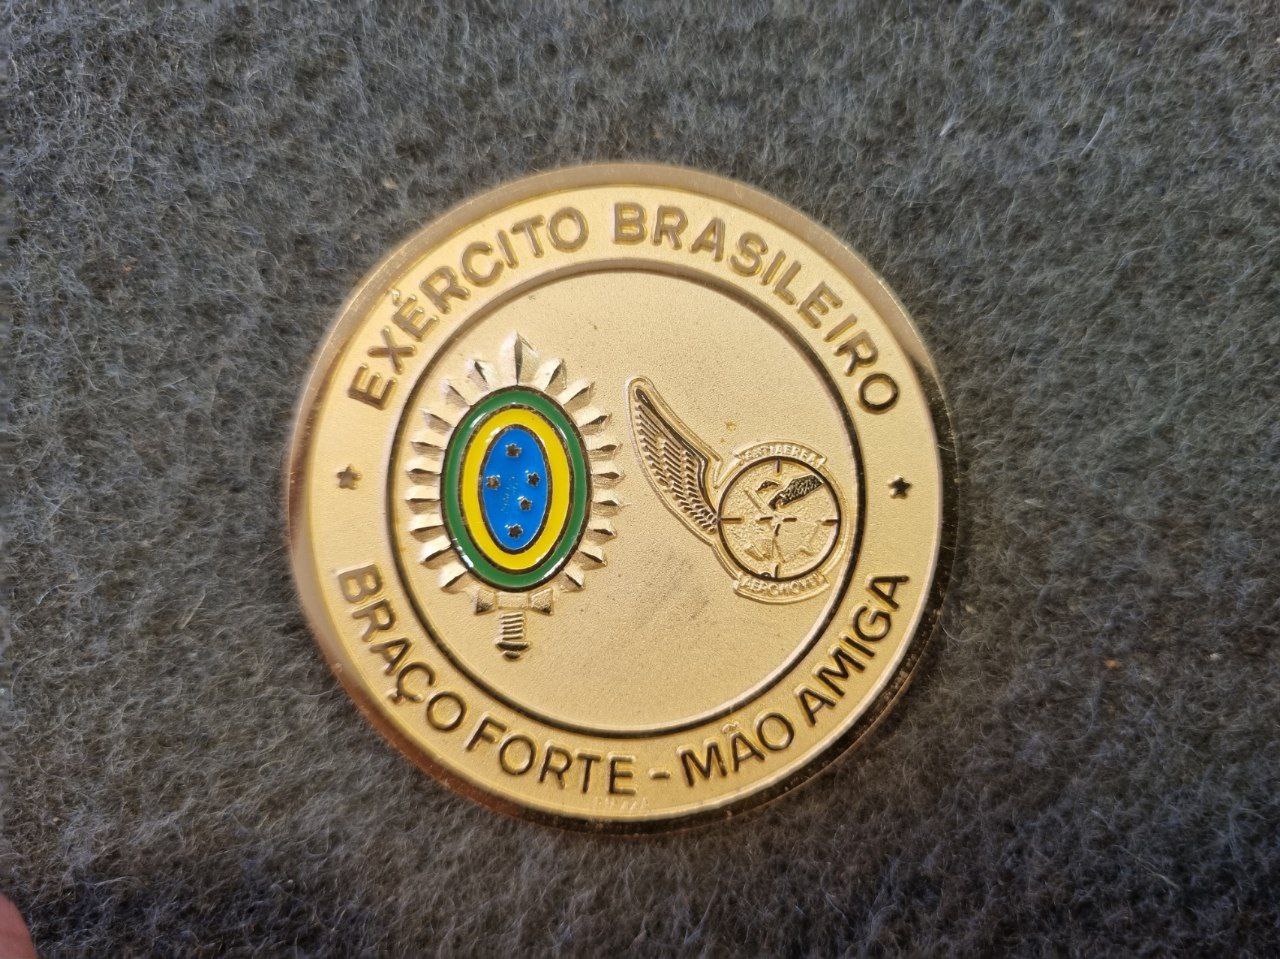 EXÉRCITO BRASILEIRO
BRAÇO FORTE - MÃO AMIGA